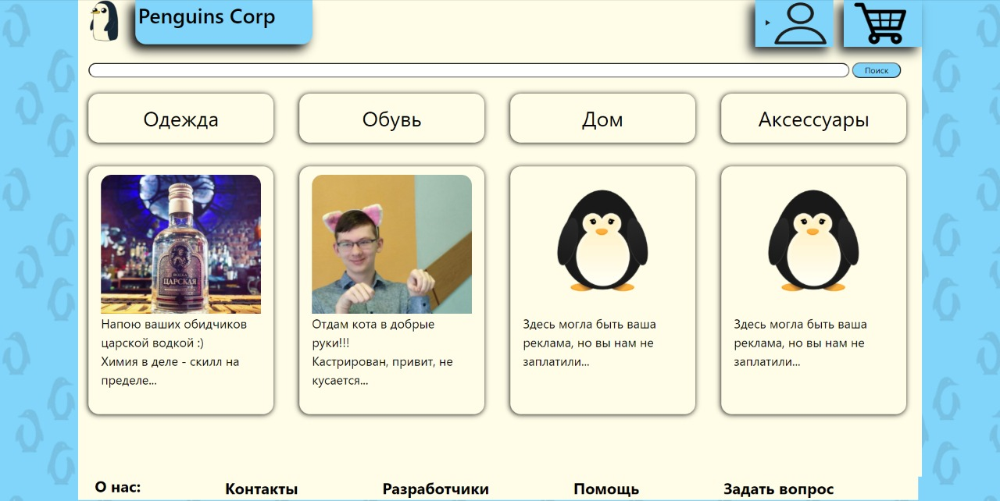 Penguins Corp
Поиск
Одежда
Обувь
Дом
Аксессуары
ЦАРСКАЯ
Напою ваших обидчиков
царской водкой :)
Химия в деле - скилл на
пределе...
Отдам кота в добрые
руки!!!
Кастрирован, привит, не
кусается...
Здесь могла быть ваша
реклама, но вы нам не
заплатили...
Здесь могла быть ваша
реклама, но вы нам не
заплатили...
О нас:
Контакты
Разработчики
Помощь
Задать вопрос